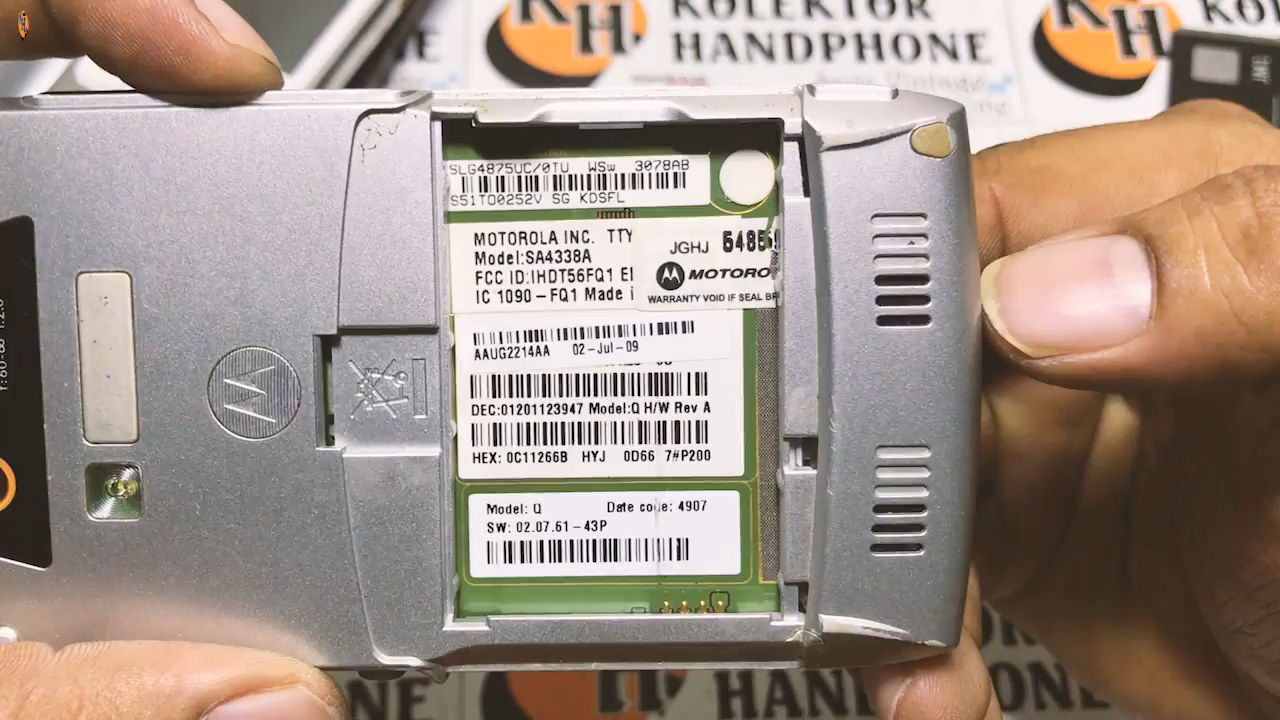 KH
KOLEKTOR
HANDPHONE
KH
SLG4875UC/0TU WSw 3078AB
S51T00252V SG KDSFL
MOTOROLA INC. TTY
Model:SA4338A
FCC ID:IHDT56FQ1
IC 1090-FQ1 Made
JGHJ
MOTORO
WARRANTY VOID IF SEAL
AAUG2214AA 02-Jul-09
DEC:01201123947 Model:Q H/W Rev A
HEX: 0C11266B HYJ 0D66 7#P200
Model: Q Date code: 4907
SW: 02.07.61-43P